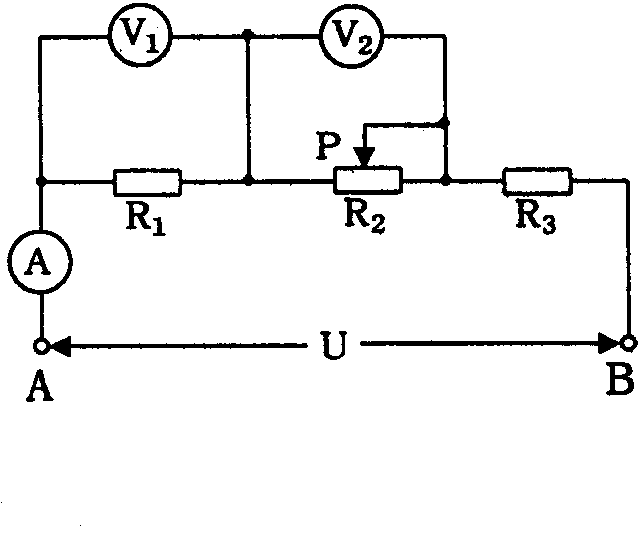 V₁ V₂
P
R₁ R₂ R₃
A
U
A B